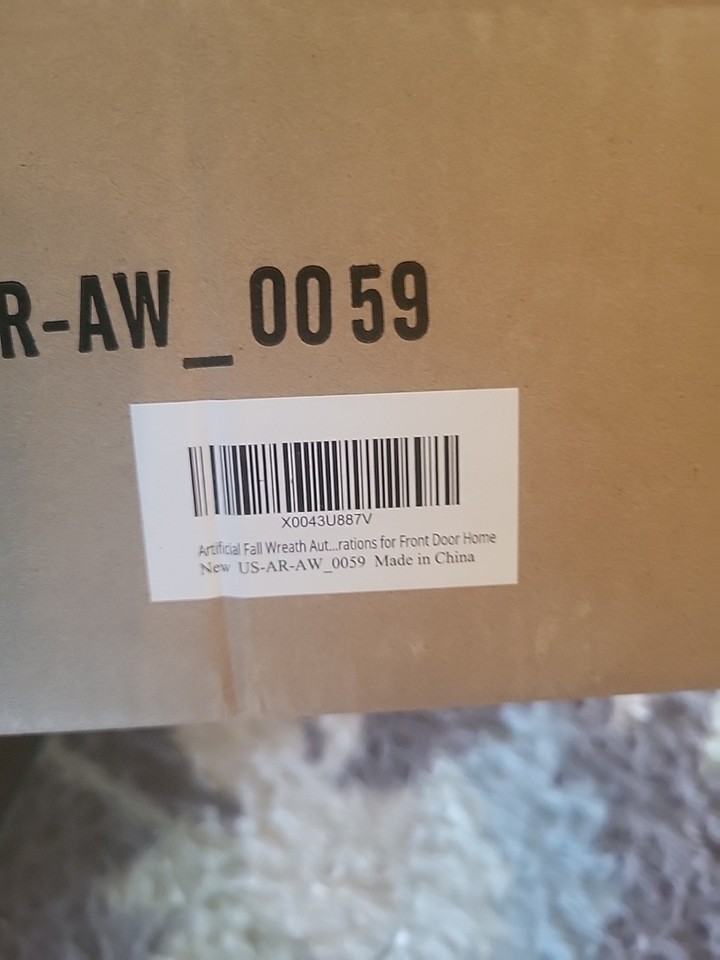 R-AW_0059
X0043U887V
Artificial Fall Wreath Aut...rations for Front Door Home
New US-AR-AW_0059 Made in China